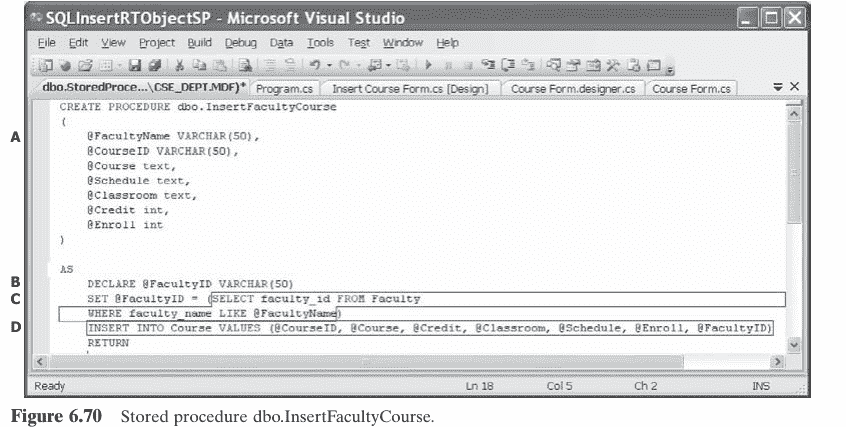 SQLInsertRTObjectSP - Microsoft Visual Studio
File Edit View Project Build Debug Data Tools Test Window Help
dbo.StoredProce...\CSE_DEPT.MDF)* Program.cs Insert Course Form.cs [Design] Course Form.designer.cs Course Form.cs
CREATE PROCEDURE dbo.InsertFacultyCourse
(
A @FacultyName VARCHAR(50),
@CourseID VARCHAR(50),
@Course text,
@Schedule text,
@Classroom text,
@Credit int,
@Enroll int
)
AS
B DECLARE @FacultyID VARCHAR(50)
C SET @FacultyID = (SELECT faculty_id FROM Faculty
WHERE faculty_name LIKE @FacultyName)
D INSERT INTO Course VALUES (@CourseID, @Course, @Credit, @Classroom, @Schedule, @Enroll, @FacultyID)
RETURN
Ready Ln 18 Col 5 Ch 2 INS
Figure 6.70 Stored procedure dbo.InsertFacultyCourse.